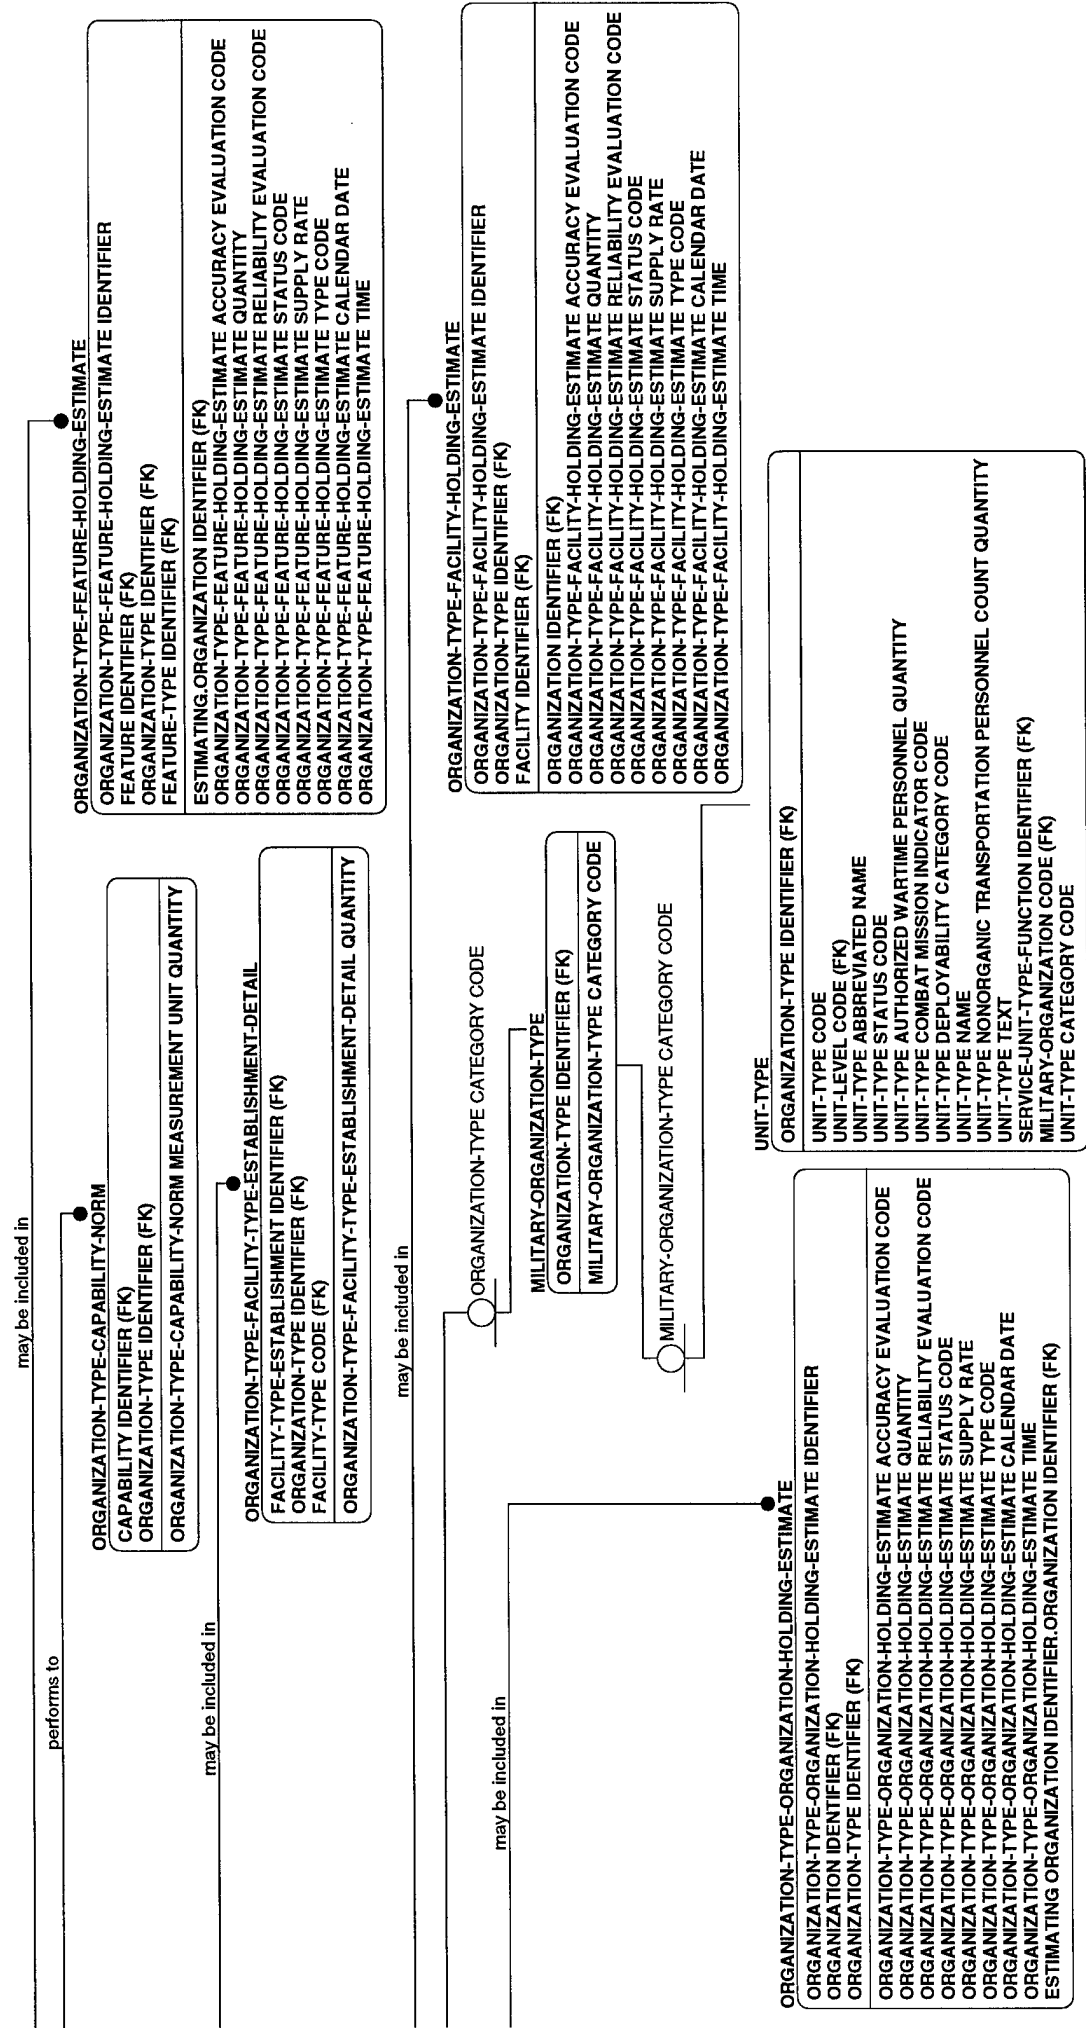 may be included in
ORGANIZATION-TYPE-FEATURE-HOLDING-ESTIMATE
ORGANIZATION-TYPE-FEATURE-HOLDING-ESTIMATE IDENTIFIER
FEATURE IDENTIFIER (FK)
ORGANIZATION-TYPE IDENTIFIER (FK)
FEATURE-TYPE IDENTIFIER (FK)
ESTIMATING.ORGANIZATION IDENTIFIER (FK)
ORGANIZATION-TYPE-FEATURE-HOLDING-ESTIMATE ACCURACY EVALUATION CODE
ORGANIZATION-TYPE-FEATURE-HOLDING-ESTIMATE QUANTITY
ORGANIZATION-TYPE-FEATURE-HOLDING-ESTIMATE RELIABILITY EVALUATION CODE
ORGANIZATION-TYPE-FEATURE-HOLDING-ESTIMATE STATUS CODE
ORGANIZATION-TYPE-FEATURE-HOLDING-ESTIMATE SUPPLY RATE
ORGANIZATION-TYPE-FEATURE-HOLDING-ESTIMATE TYPE CODE
ORGANIZATION-TYPE-FEATURE-HOLDING-ESTIMATE CALENDAR DATE
ORGANIZATION-TYPE-FEATURE-HOLDING-ESTIMATE TIME
performs to
ORGANIZATION-TYPE-CAPABILITY-NORM
CAPABILITY IDENTIFIER (FK)
ORGANIZATION-TYPE IDENTIFIER (FK)
ORGANIZATION-TYPE-CAPABILITY-NORM MEASUREMENT UNIT QUANTITY
may be included in
ORGANIZATION-TYPE-FACILITY-TYPE-ESTABLISHMENT-DETAIL
FACILITY-TYPE-ESTABLISHMENT IDENTIFIER (FK)
ORGANIZATION-TYPE IDENTIFIER (FK)
FACILITY-TYPE CODE (FK)
ORGANIZATION-TYPE-FACILITY-TYPE-ESTABLISHMENT-DETAIL QUANTITY
may be included in
ORGANIZATION-TYPE-FACILITY-HOLDING-ESTIMATE
ORGANIZATION-TYPE-FACILITY-HOLDING-ESTIMATE IDENTIFIER
ORGANIZATION-TYPE IDENTIFIER (FK)
FACILITY IDENTIFIER (FK)
ORGANIZATION IDENTIFIER (FK)
ORGANIZATION-TYPE-FACILITY-HOLDING-ESTIMATE ACCURACY EVALUATION CODE
ORGANIZATION-TYPE-FACILITY-HOLDING-ESTIMATE QUANTITY
ORGANIZATION-TYPE-FACILITY-HOLDING-ESTIMATE RELIABILITY EVALUATION CODE
ORGANIZATION-TYPE-FACILITY-HOLDING-ESTIMATE STATUS CODE
ORGANIZATION-TYPE-FACILITY-HOLDING-ESTIMATE SUPPLY RATE
ORGANIZATION-TYPE-FACILITY-HOLDING-ESTIMATE TYPE CODE
ORGANIZATION-TYPE-FACILITY-HOLDING-ESTIMATE CALENDAR DATE
ORGANIZATION-TYPE-FACILITY-HOLDING-ESTIMATE TIME
ORGANIZATION-TYPE CATEGORY CODE
MILITARY-ORGANIZATION-TYPE
ORGANIZATION-TYPE IDENTIFIER (FK)
MILITARY-ORGANIZATION-TYPE CATEGORY CODE
MILITARY-ORGANIZATION-TYPE CATEGORY CODE
may be included in
ORGANIZATION-TYPE-ORGANIZATION-HOLDING-ESTIMATE
ORGANIZATION-TYPE-ORGANIZATION-HOLDING-ESTIMATE IDENTIFIER
ORGANIZATION IDENTIFIER (FK)
ORGANIZATION-TYPE IDENTIFIER (FK)
ORGANIZATION-TYPE-ORGANIZATION-HOLDING-ESTIMATE ACCURACY EVALUATION CODE
ORGANIZATION-TYPE-ORGANIZATION-HOLDING-ESTIMATE QUANTITY
ORGANIZATION-TYPE-ORGANIZATION-HOLDING-ESTIMATE RELIABILITY EVALUATION CODE
ORGANIZATION-TYPE-ORGANIZATION-HOLDING-ESTIMATE STATUS CODE
ORGANIZATION-TYPE-ORGANIZATION-HOLDING-ESTIMATE SUPPLY RATE
ORGANIZATION-TYPE-ORGANIZATION-HOLDING-ESTIMATE TYPE CODE
ORGANIZATION-TYPE-ORGANIZATION-HOLDING-ESTIMATE CALENDAR DATE
ORGANIZATION-TYPE-ORGANIZATION-HOLDING-ESTIMATE TIME
ESTIMATING ORGANIZATION IDENTIFIER.ORGANIZATION IDENTIFIER (FK)
UNIT-TYPE
ORGANIZATION-TYPE IDENTIFIER (FK)
UNIT-TYPE CODE
UNIT-LEVEL CODE (FK)
UNIT-TYPE ABBREVIATED NAME
UNIT-TYPE STATUS CODE
UNIT-TYPE AUTHORIZED WARTIME PERSONNEL QUANTITY
UNIT-TYPE COMBAT MISSION INDICATOR CODE
UNIT-TYPE DEPLOYABILITY CATEGORY CODE
UNIT-TYPE NAME
UNIT-TYPE NONORGANIC TRANSPORTATION PERSONNEL COUNT QUANTITY
UNIT-TYPE TEXT
SERVICE-UNIT-TYPE-FUNCTION IDENTIFIER (FK)
MILITARY-ORGANIZATION CODE (FK)
UNIT-TYPE CATEGORY CODE